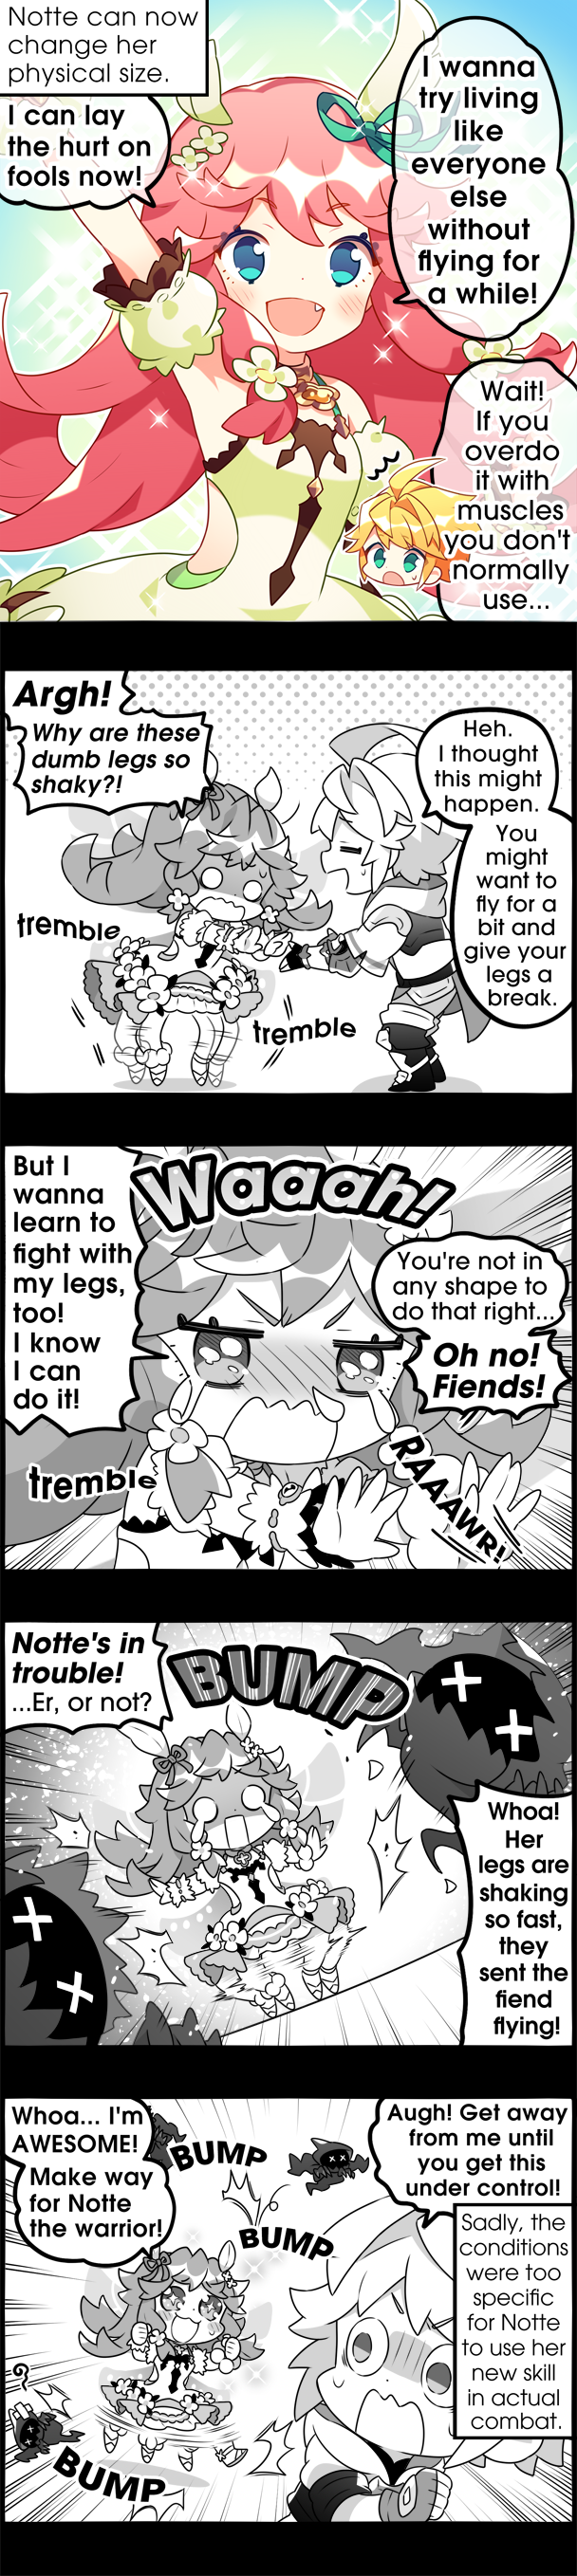 Notte can now
change her
physical size.
I can lay
the hurt on
fools now!
I wanna
try living
like
everyone
else
without
flying for
a while!
Wait!
If you
overdo
it with
muscles
you don't
normally
use...
Argh!
Why are these
dumb legs so
shaky?!
Heh.
I thought
this might
happen.
You
might
want to
fly for a
bit and
give your
legs a
break.
tremble
tremble
But I
wanna
learn to
fight with
my legs,
too!
I know
I can
do it!
Waaah!
You're not in
any shape to
do that right...
Oh no!
Fiends!
tremble
RAAAWR!
Notte's in
trouble!
...Er, or not?
BUMP
Whoa!
Her
legs are
shaking
so fast,
they
sent the
fiend
flying!
Whoa... I'm
AWESOME!
Make way
for Notte
the warrior!
BUMP
BUMP
Augh! Get away
from me until
you get this
under control!
Sadly, the
conditions
were too
specific
for Notte
to use her
new skill
in actual
combat.
?
BUMP